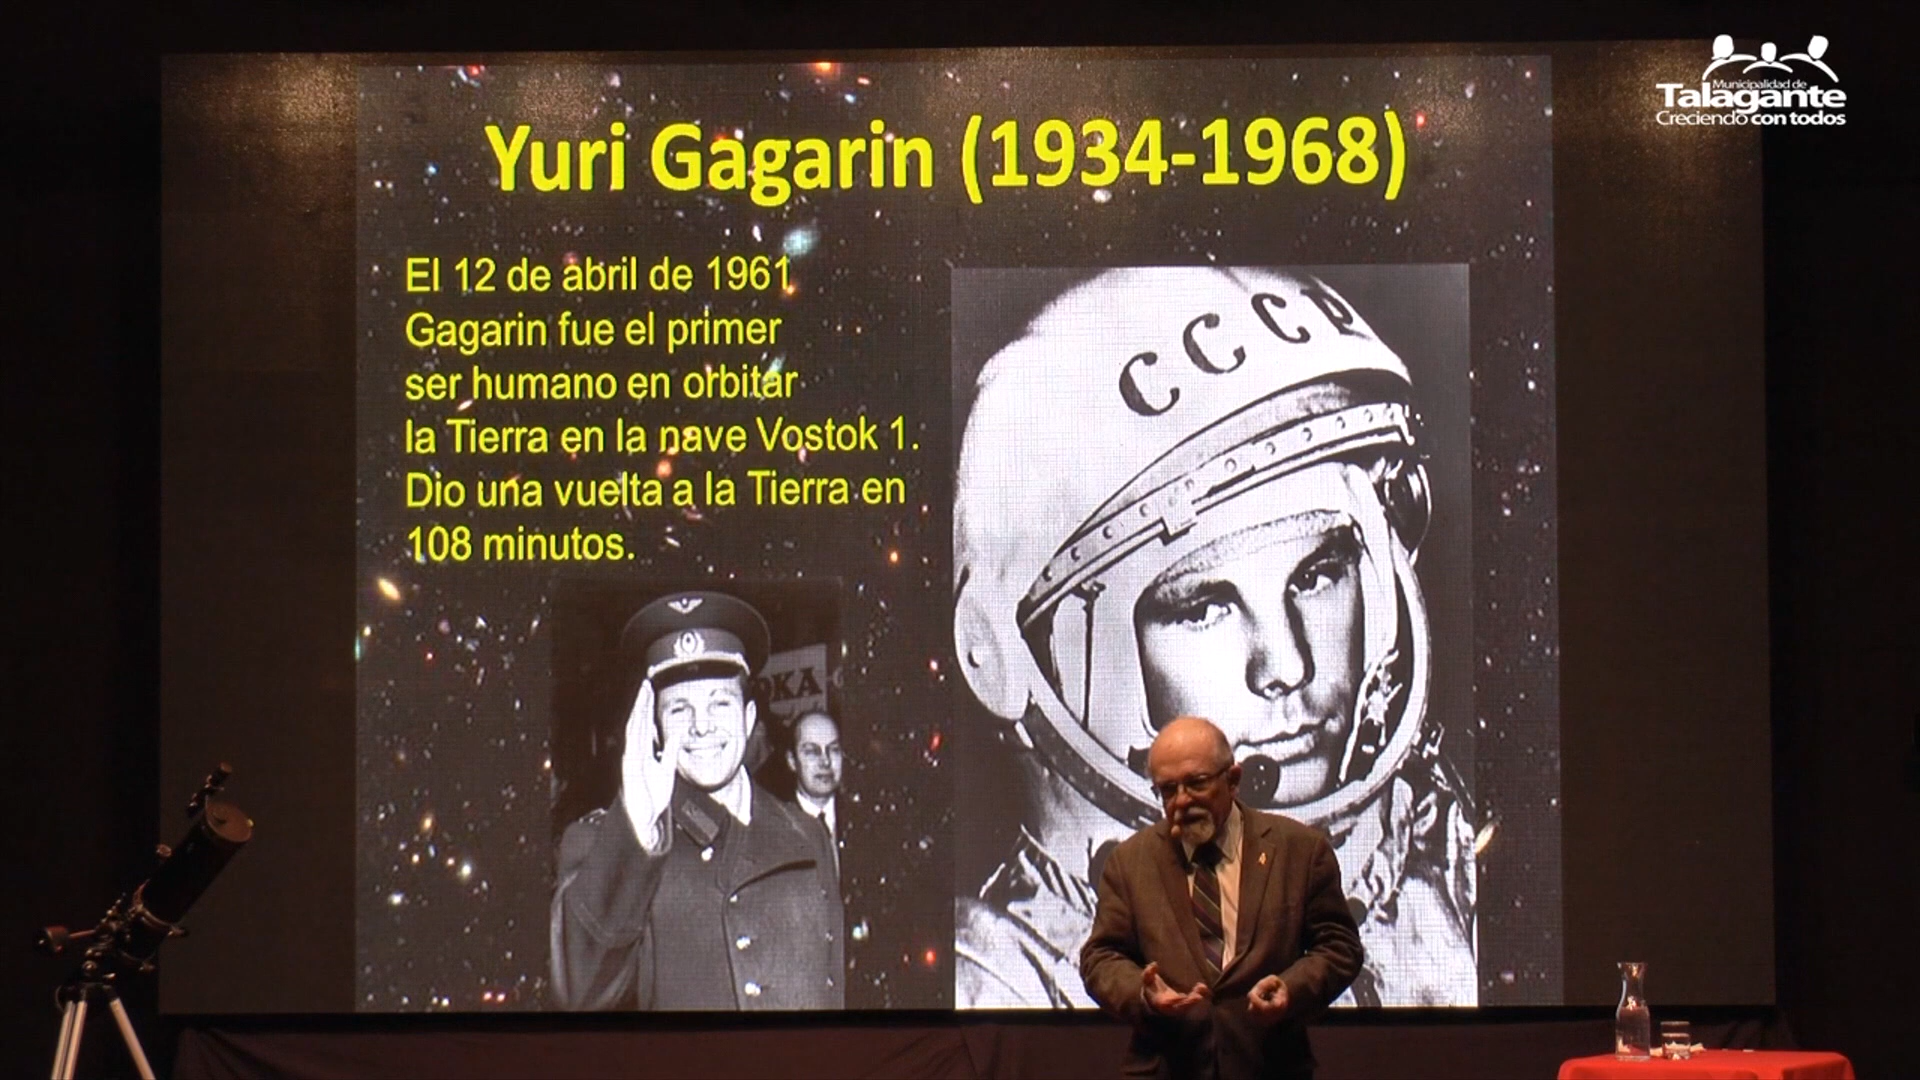 Municipalidad de
Talagante
Creciendo con todos
Yuri Gagarin (1934-1968)
El 12 de abril de 1961
Gagarin fue el primer
ser humano en orbitar
la Tierra en la nave Vostok 1.
Dio una vuelta a la Tierra en
108 minutos.
CCCP